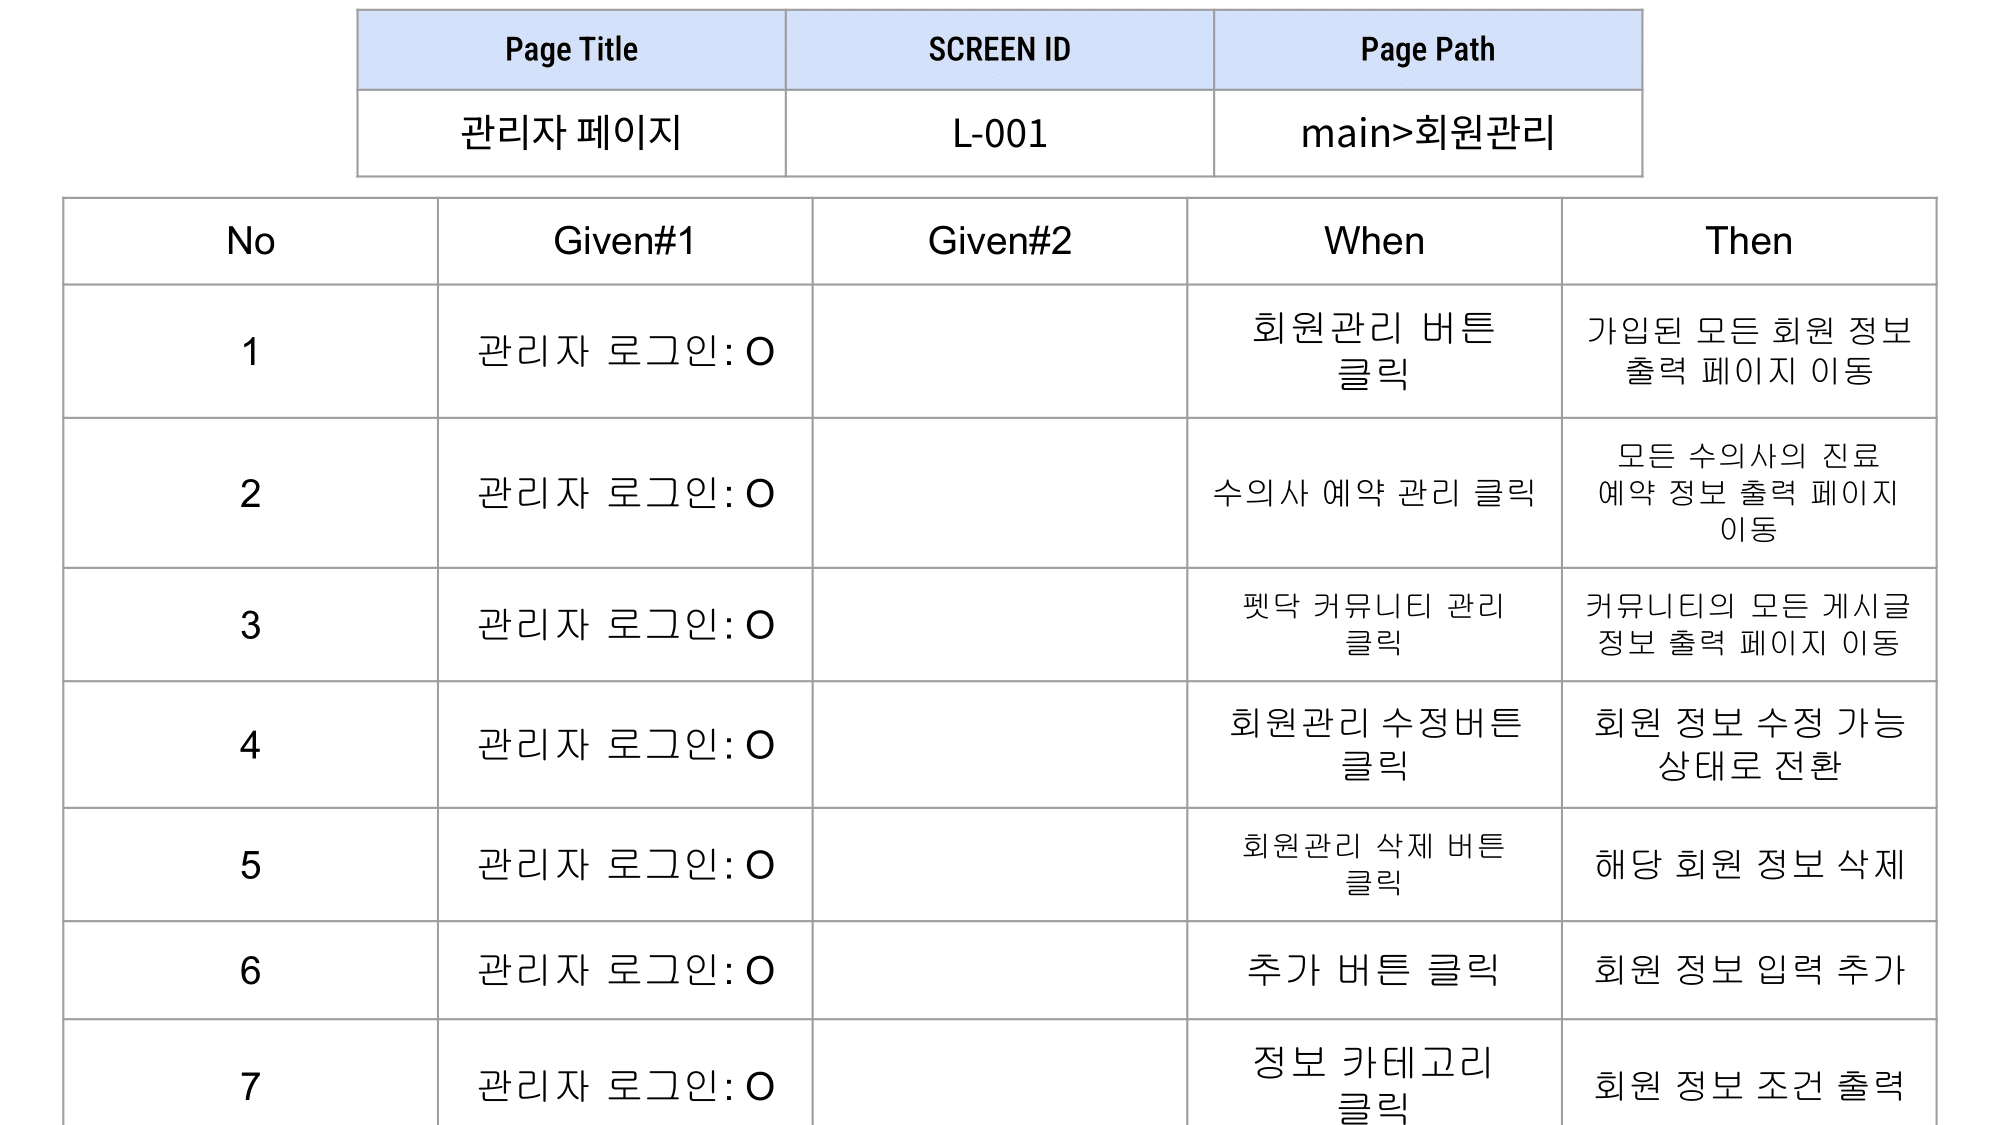 Page Title SCREEN ID Page Path
관리자 페이지 L-001 main>회원관리
No Given#1 Given#2 When Then
1 관리자 로그인: O 회원관리 버튼 클릭 가입된 모든 회원 정보 출력 페이지 이동
2 관리자 로그인: O 수의사 예약 관리 클릭 모든 수의사의 진료 예약 정보 출력 페이지 이동
3 관리자 로그인: O 펫닥 커뮤니티 관리 클릭 커뮤니티의 모든 게시글 정보 출력 페이지 이동
4 관리자 로그인: O 회원관리 수정버튼 클릭 회원 정보 수정 가능 상태로 전환
5 관리자 로그인: O 회원관리 삭제 버튼 클릭 해당 회원 정보 삭제
6 관리자 로그인: O 추가 버튼 클릭 회원 정보 입력 추가
7 관리자 로그인: O 정보 카테고리 클릭 회원 정보 조건 출력